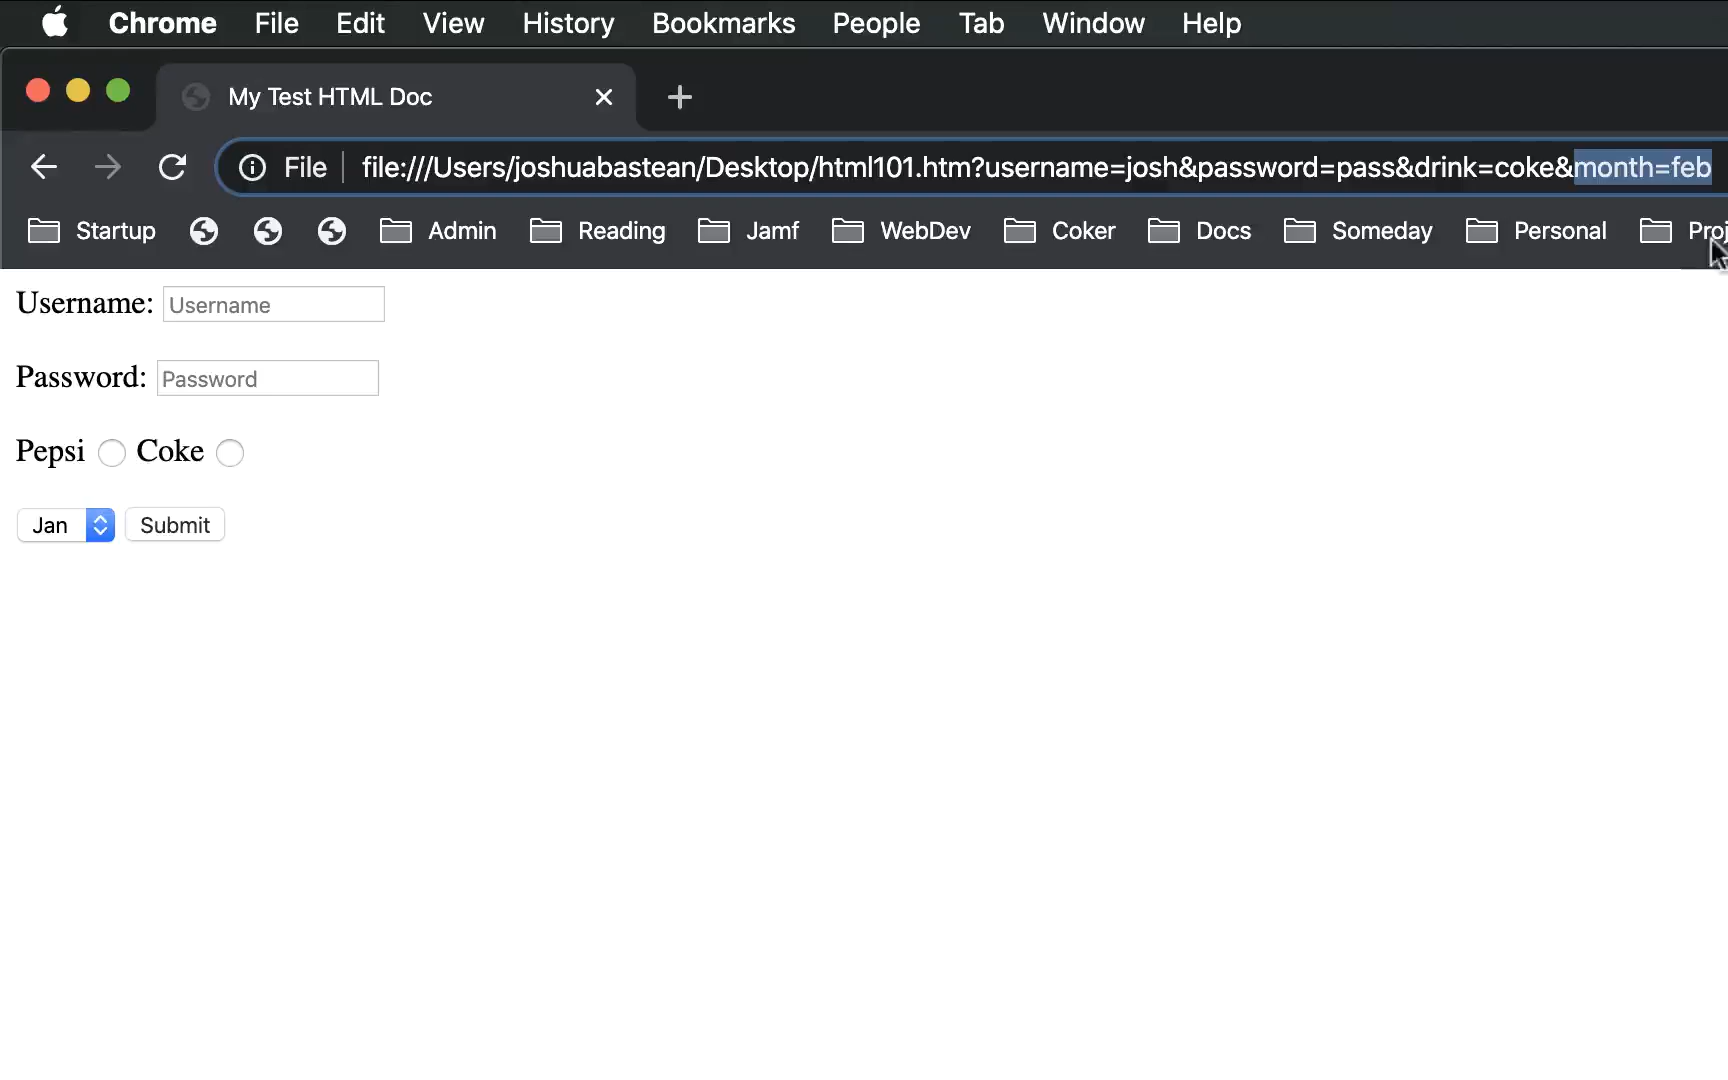 Chrome File Edit View History Bookmarks People Tab Window Help
My Test HTML Doc
File file:///Users/joshuabastean/Desktop/html101.htm?username=josh&password=pass&drink=coke&month=feb
Startup Admin Reading Jamf WebDev Coker Docs Someday Personal
Username: Username
Password: Password
Pepsi Coke
Jan Submit